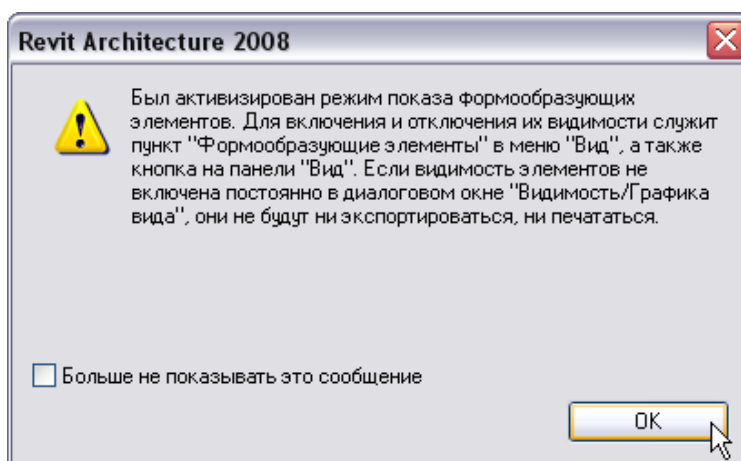 Revit Architecture 2008
Был активизирован режим показа формообразующих
элементов. Для включения и отключения их видимости служит
пункт "Формообразующие элементы" в меню "Вид", а также
кнопка на панели "Вид". Если видимость элементов не
включена постоянно в диалоговом окне "Видимость/Графика
вида", они не будут ни экспортироваться, ни печататься.
Больше не показывать это сообщение
OK